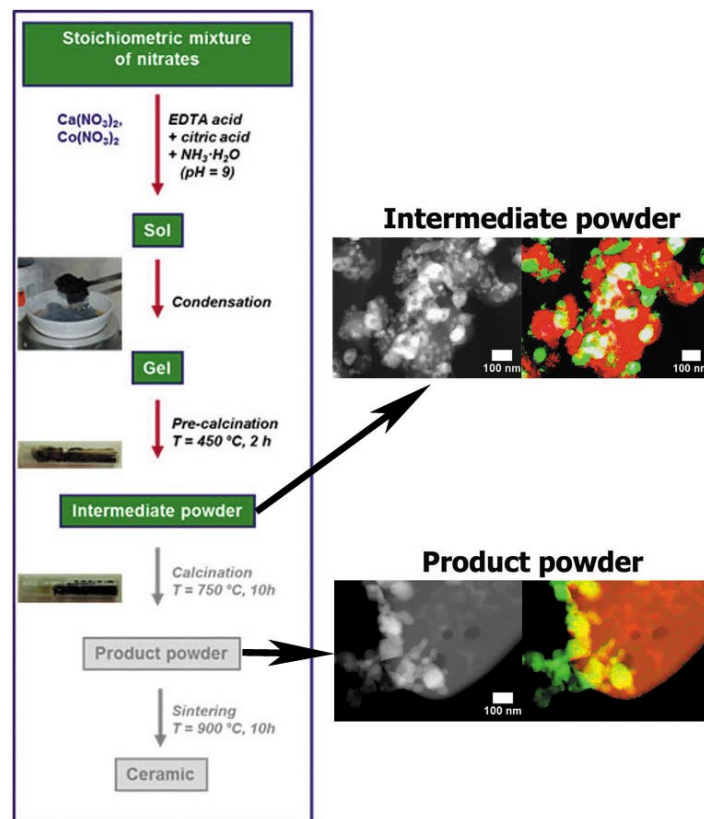 Stoichiometric mixture
of nitrates
Ca(NO₃)₂,
Co(NO₃)₂
EDTA acid
+ citric acid
+ NH₃·H₂O
(pH = 9)
Sol
Condensation
Gel
Pre-calcination
T = 450 °C, 2 h
Intermediate powder
Calcination
T = 750 °C, 10h
Product powder
Sintering
T = 900 °C, 10h
Ceramic
Intermediate powder
100 nm
100 nm
Product powder
100 nm